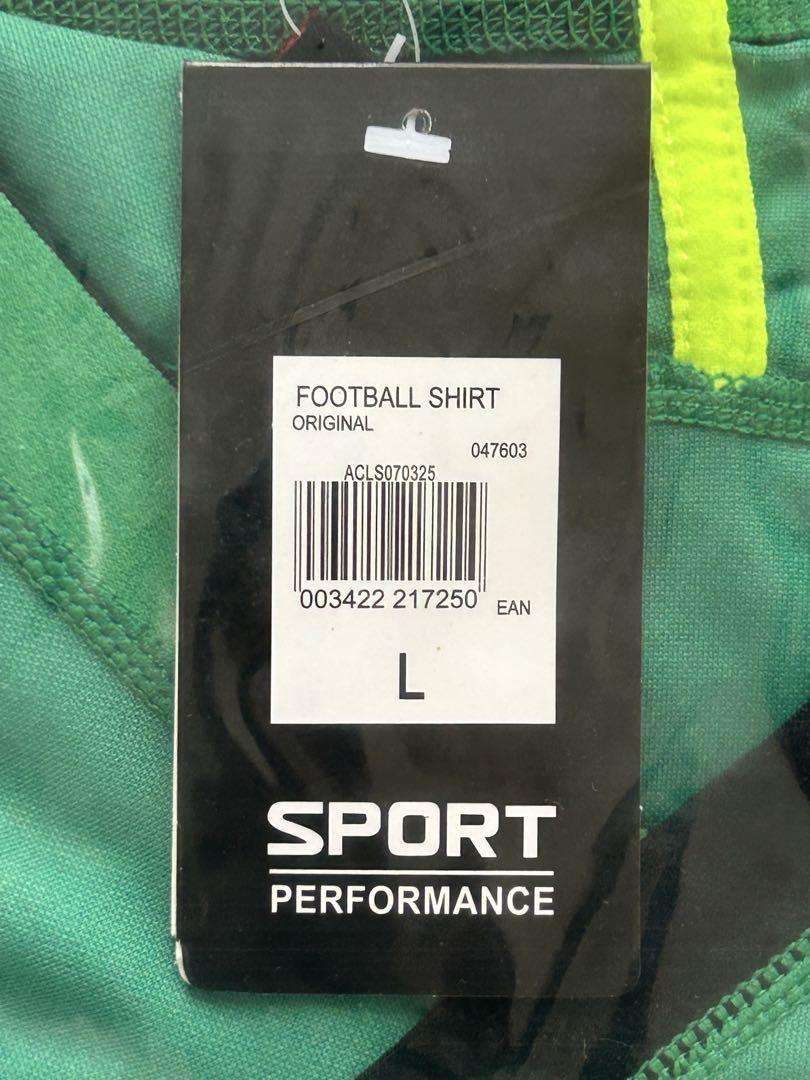 FOOTBALL SHIRT
ORIGINAL
047603
ACLS070325
003422 217250 EAN
L
SPORT
PERFORMANCE